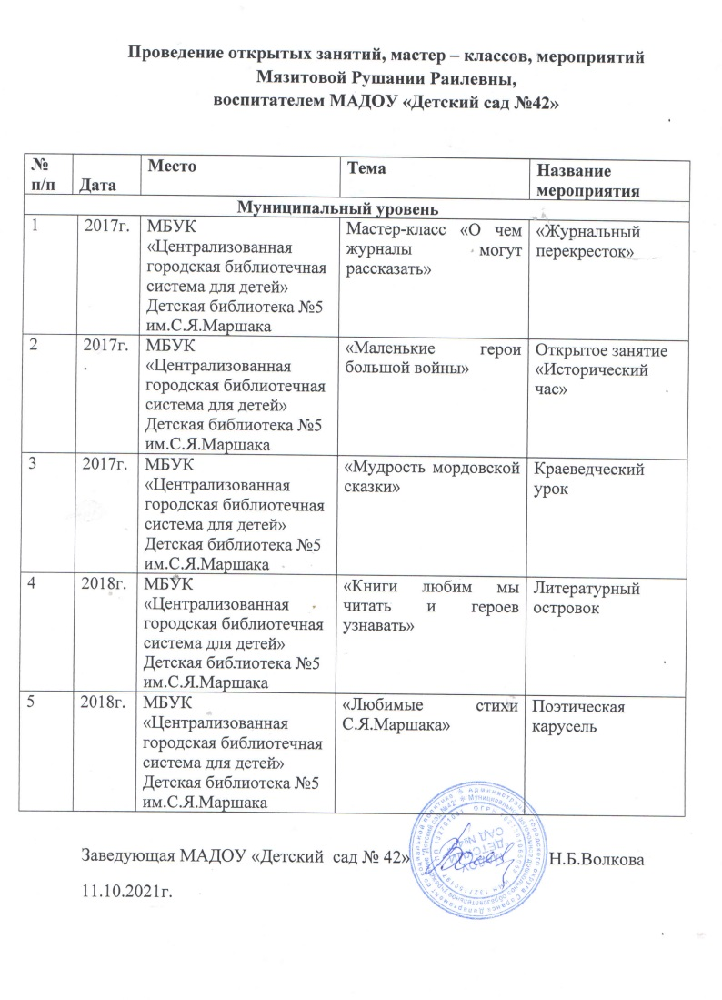 Проведение открытых занятий, мастер – классов, мероприятий
Мязитовой Рушании Раилевны,
воспитателем МАДОУ «Детский сад №42»
№ п/п Дата Место Тема Название мероприятия
Муниципальный уровень
1 2017г. МБУК Мастер-класс «О чем «Журнальный
«Централизованная журналы могут перекресток»
городская библиотечная рассказать»
система для детей»
Детская библиотека №5
им.С.Я.Маршака
2 2017г. МБУК «Маленькие герои Открытое занятие
. «Централизованная большой войны» «Исторический
городская библиотечная час»
система для детей»
Детская библиотека №5
им.С.Я.Маршака
3 2017г. МБУК «Мудрость мордовской Краеведческий
«Централизованная сказки» урок
городская библиотечная
система для детей»
Детская библиотека №5
им.С.Я.Маршака
4 2018г. МБУК «Книги любим мы Литературный
«Централизованная читать и героев островок
городская библиотечная узнавать»
система для детей»
Детская библиотека №5
им.С.Я.Маршака
5 2018г. МБУК «Любимые стихи Поэтическая
«Централизованная С.Я.Маршака» карусель
городская библиотечная
система для детей»
Детская библиотека №5
им.С.Я.Маршака
Заведующая МАДОУ «Детский сад № 42» Н.Б.Волкова
11.10.2021г.